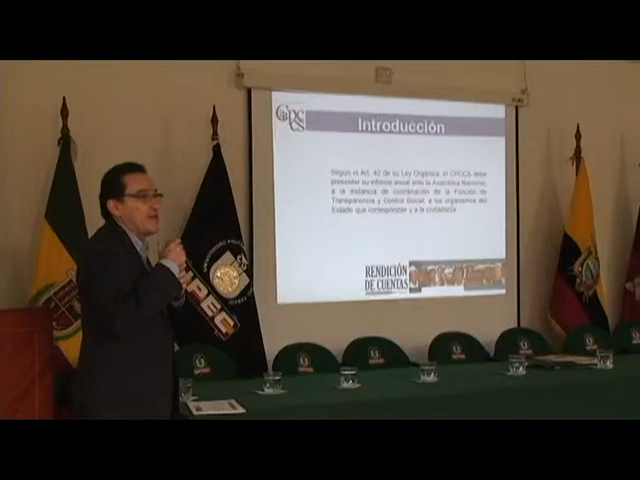 CPCCS
Introducción
Según el Art. 42 de su Ley Orgánica, el CPCCS debe
presentar su informe anual ante la Asamblea Nacional,
a la instancia de coordinación de la Función de
Transparencia y Control Social, a los organismos del
Estado que correspondan y a la ciudadanía.
RENDICIÓN
DE CUENTAS
UPEC